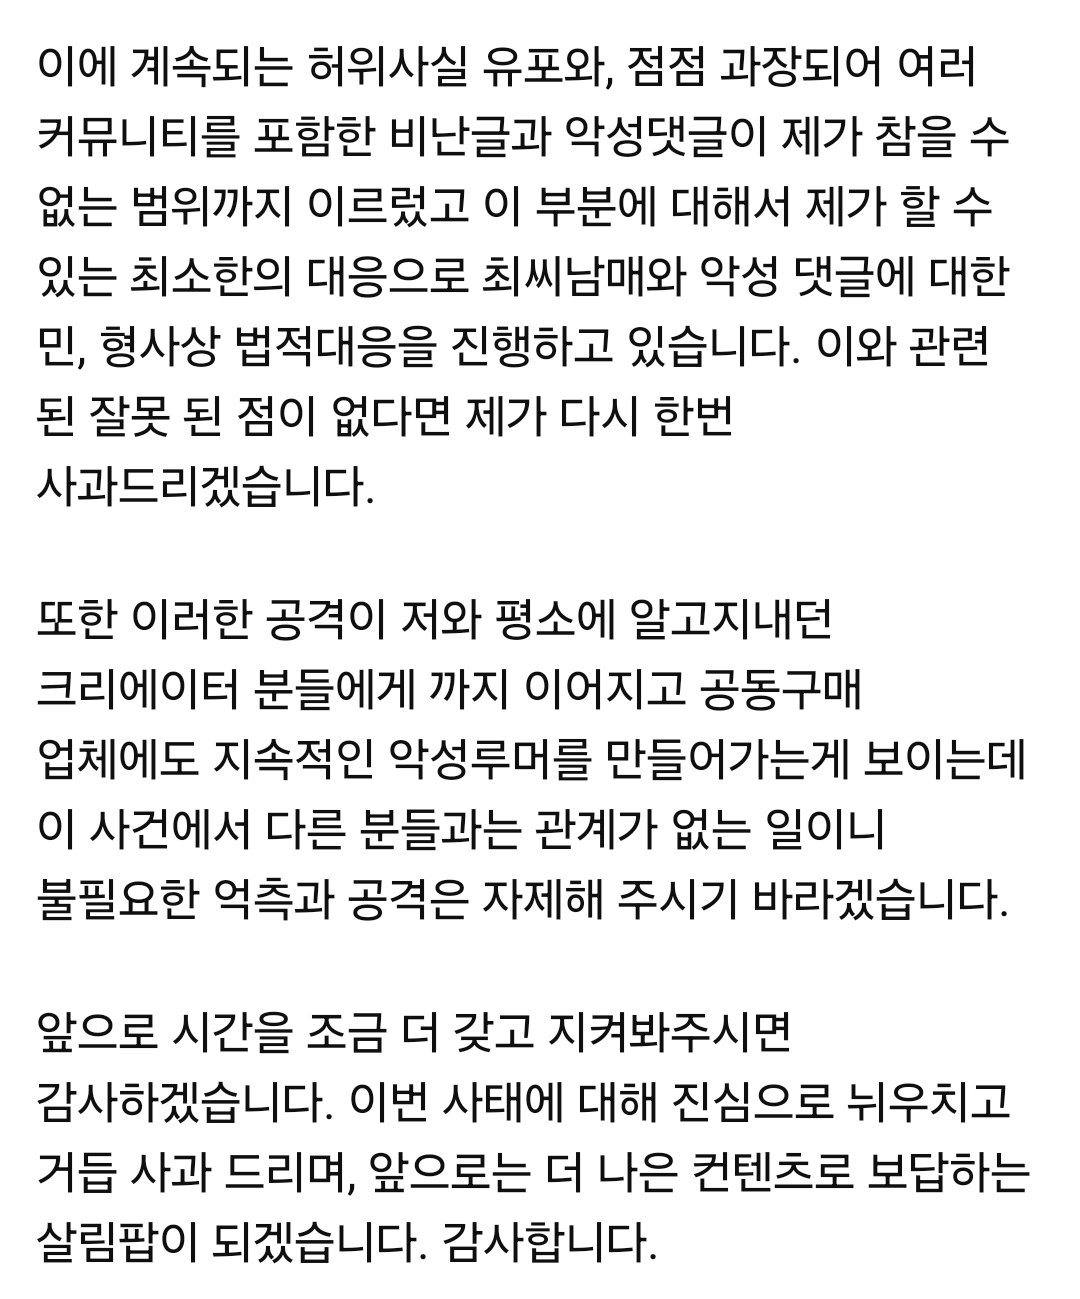 이에 계속되는 허위사실 유포와, 점점 과장되어 여러
커뮤니티를 포함한 비난글과 악성댓글이 제가 참을 수
없는 범위까지 이르렀고 이 부분에 대해서 제가 할 수
있는 최소한의 대응으로 최씨남매와 악성 댓글에 대한
민, 형사상 법적대응을 진행하고 있습니다. 이와 관련
된 잘못 된 점이 없다면 제가 다시 한번
사과드리겠습니다.
또한 이러한 공격이 저와 평소에 알고지내던
크리에이터 분들에게 까지 이어지고 공동구매
업체에도 지속적인 악성루머를 만들어가는게 보이는데
이 사건에서 다른 분들과는 관계가 없는 일이니
불필요한 억측과 공격은 자제해 주시기 바라겠습니다.
앞으로 시간을 조금 더 갖고 지켜봐주시면
감사하겠습니다. 이번 사태에 대해 진심으로 뉘우치고
거듭 사과 드리며, 앞으로는 더 나은 컨텐츠로 보답하는
살림팝이 되겠습니다. 감사합니다.